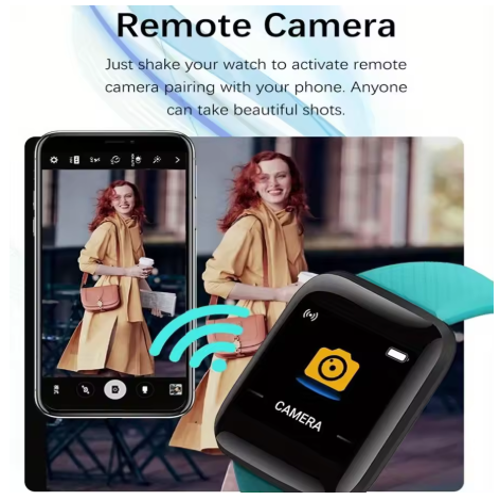 Remote Camera
Just shake your watch to activate remote
camera pairing with your phone. Anyone
can take beautiful shots.
CAMERA